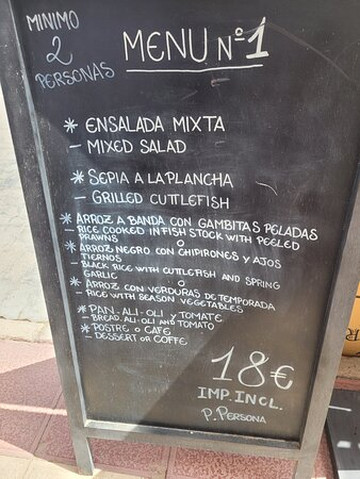 MINIMO
2
PERSONAS
MENU Nº1
* ENSALADA MIXTA
- MIXED SALAD
* SEPIA A LA PLANCHA
- GRILLED CUTTLEFISH
* ARROZ A BANDA CON GAMBITAS PELADAS
- RICE COOKED IN FISH STOCK WITH PEELED
PRAWNS
O
* ARROZ NEGRO CON CHIPIRONES Y AJOS
TIERNOS
- BLACK RICE WITH CUTTLEFISH AND SPRING
GARLIC
O
* ARROZ CON VERDURAS DE TEMPORADA
- RICE WITH SEASON VEGETABLES
* PAN-ALI-OLI Y TOMATE
- BREAD-ALI-OLI AND TOMATO
* POSTRE o CAFE
- DESSERT OR COFFE
18€
IMP. INCL.
P. PERSONA